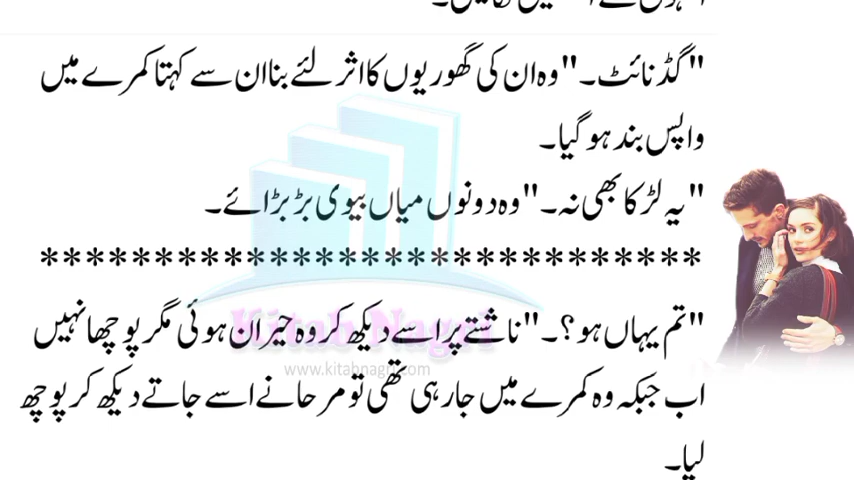 "گڈ نائٹ۔" وہ ان کی گھوریوں کا اثر لئے بنا ان سے کہتا کمرے میں
واپس بند ہو گیا۔
"یہ لڑکا بھی نہ۔" وہ دونوں میاں بیوی بڑبڑائے۔
*****************************
"تم یہاں ہو؟۔" ناشتے پر اسے دیکھ کر وہ حیران ہوئی مگر پوچھا نہیں
Kitab Nagri
www.kitabnagri.com
اب جبکہ وہ کمرے میں جا رہی تھی تو مرحا نے اسے جاتے دیکھ کر پوچھ
لیا۔